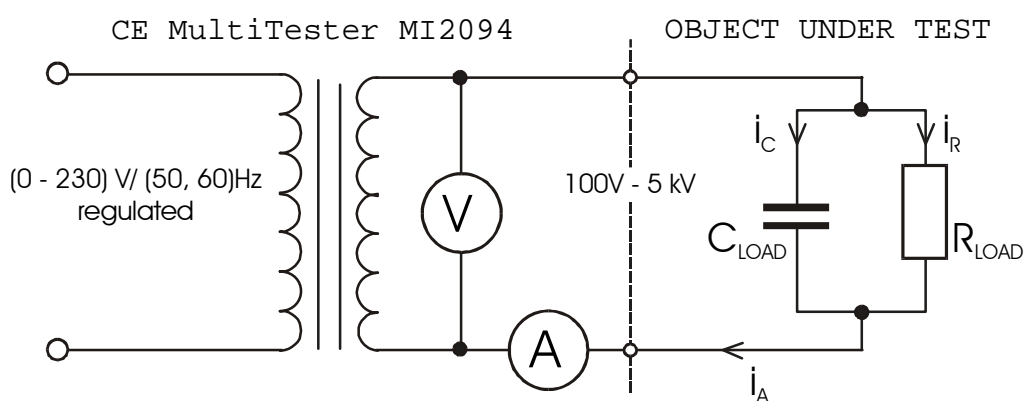 CE MultiTester MI2094
OBJECT UNDER TEST
(0 - 230) V/ (50, 60)Hz
regulated
V
A
100V - 5 kV
iC
iR
CLOAD
RLOAD
iA